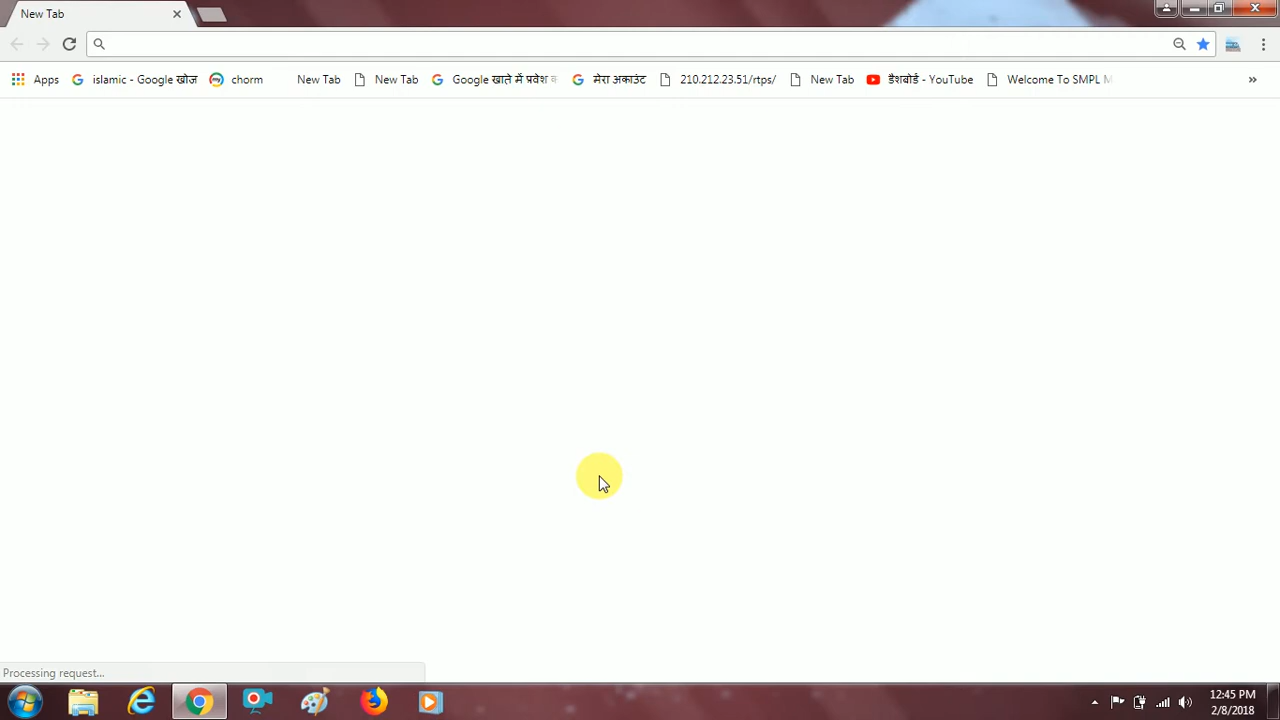 New Tab
Apps islamic - Google खोज chorm New Tab New Tab Google खाते में प्रवेश मेरा अकाउंट 210.212.23.51/rtps/ New Tab डैशबोर्ड - YouTube Welcome To SMPL
Processing request...
12:45 PM
2/8/2018